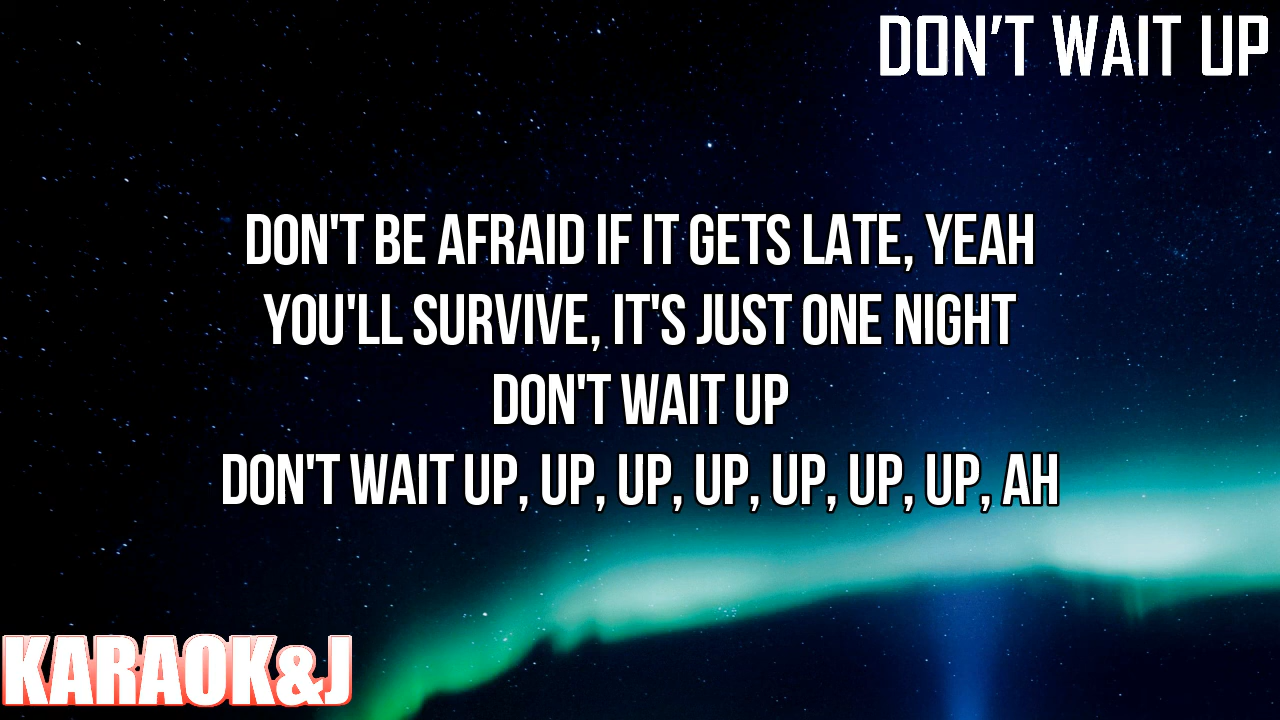 DON'T WAIT UP
DON'T BE AFRAID IF IT GETS LATE, YEAH
YOU'LL SURVIVE, IT'S JUST ONE NIGHT
DON'T WAIT UP
DON'T WAIT UP, UP, UP, UP, UP, UP, UP, AH
KARAOK&J